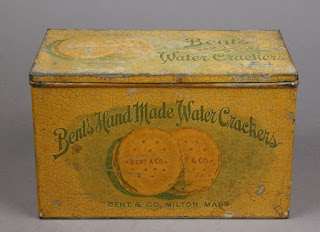 Bent's
Water Crackers
Bent's Hand Made Water Crackers
BENT & CO.
& CO.
BENT & CO. MILTON, MASS